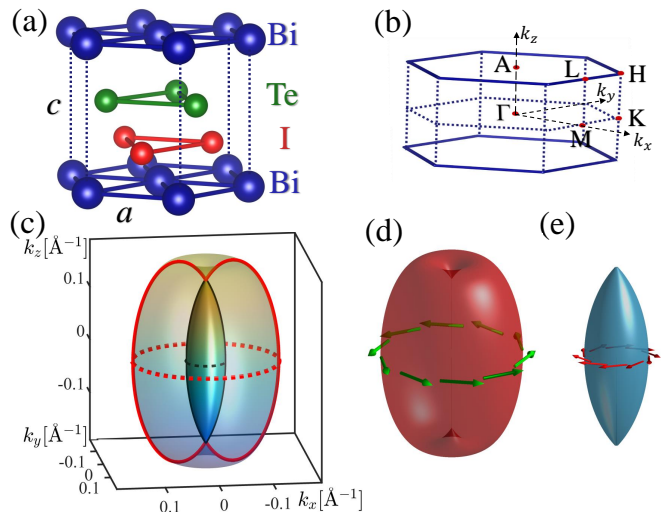 (a)
Bi
Te
I
Bi
c
a
(b)
k_z
A
L
H
k_y
Γ
K
M
k_x
(c)
k_z[Å⁻¹]
0.1
0
-0.1
k_y[Å⁻¹]
-0.1
0
0.1
0.1
0
-0.1
k_x[Å⁻¹]
(d)
(e)